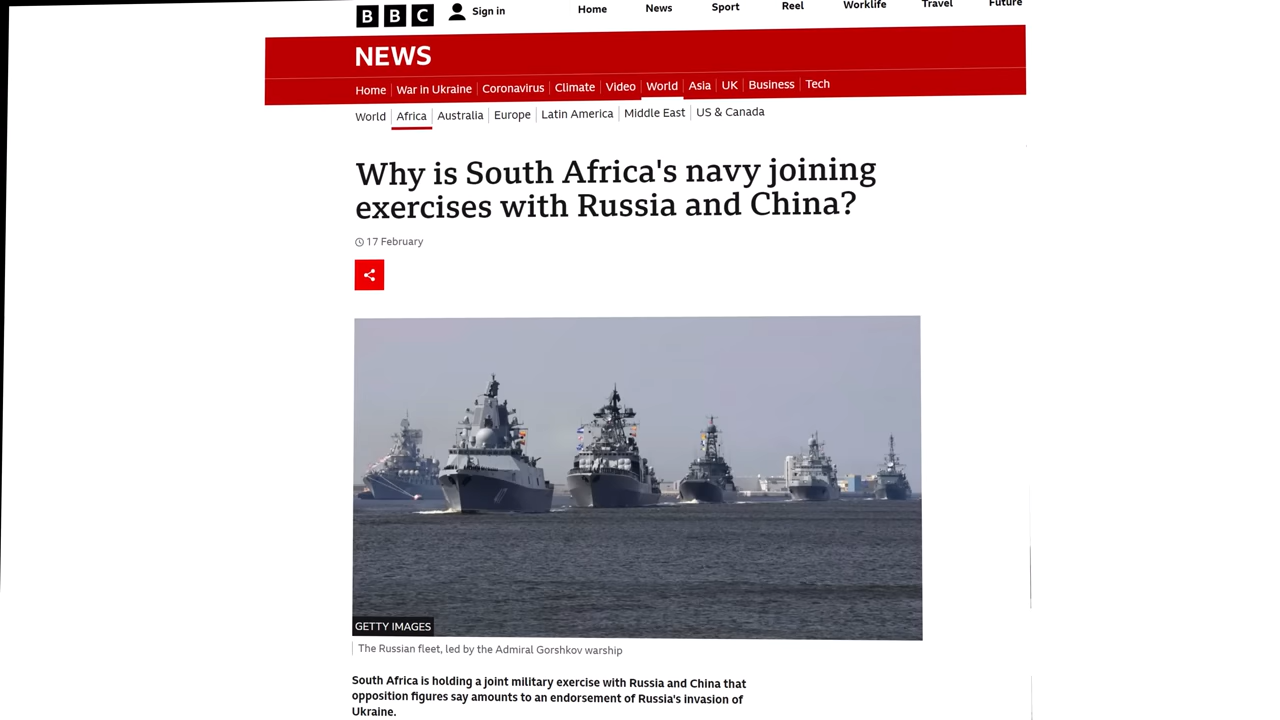 BBC Sign in Home News Sport Reel Worklife Travel Future
NEWS
Home War in Ukraine Coronavirus Climate Video World Asia UK Business Tech
World Africa Australia Europe Latin America Middle East US & Canada
Why is South Africa's navy joining
exercises with Russia and China?
17 February
GETTY IMAGES
The Russian fleet, led by the Admiral Gorshkov warship
South Africa is holding a joint military exercise with Russia and China that
opposition figures say amounts to an endorsement of Russia's invasion of
Ukraine.